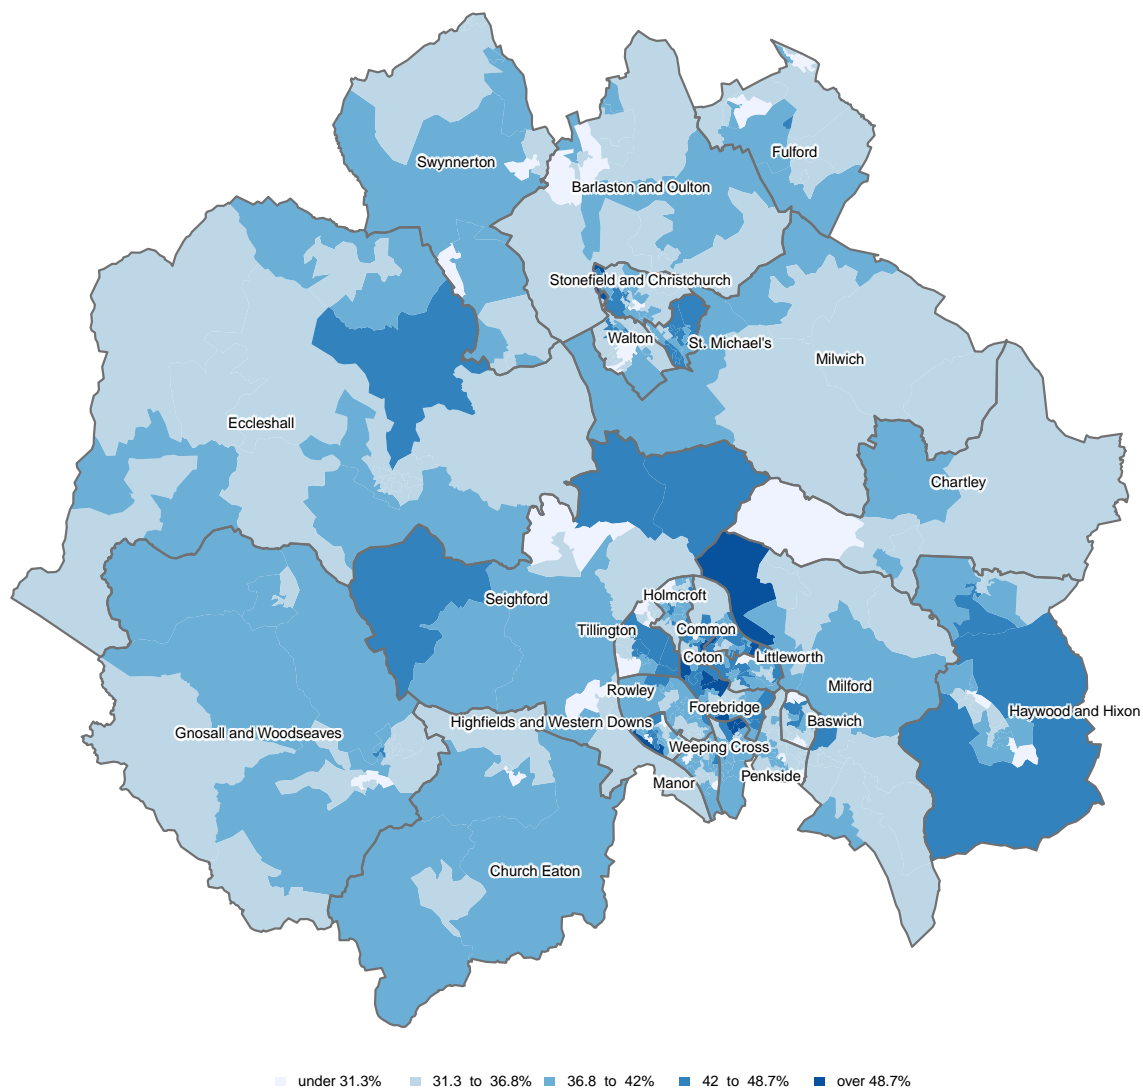 Swynnerton
Fulford
Barlaston and Oulton
Stonefield and Christchurch
Walton
St. Michael's
Milwich
Eccleshall
Chartley
Seighford
Holmcroft
Tillington
Common
Coton
Littleworth
Rowley
Milford
Forebridge
Haywood and Hixon
Highfields and Western Downs
Baswich
Gnosall and Woodseaves
Weeping Cross
Manor
Penkside
Church Eaton
under 31.3% 31.3 to 36.8% 36.8 to 42% 42 to 48.7% over 48.7%